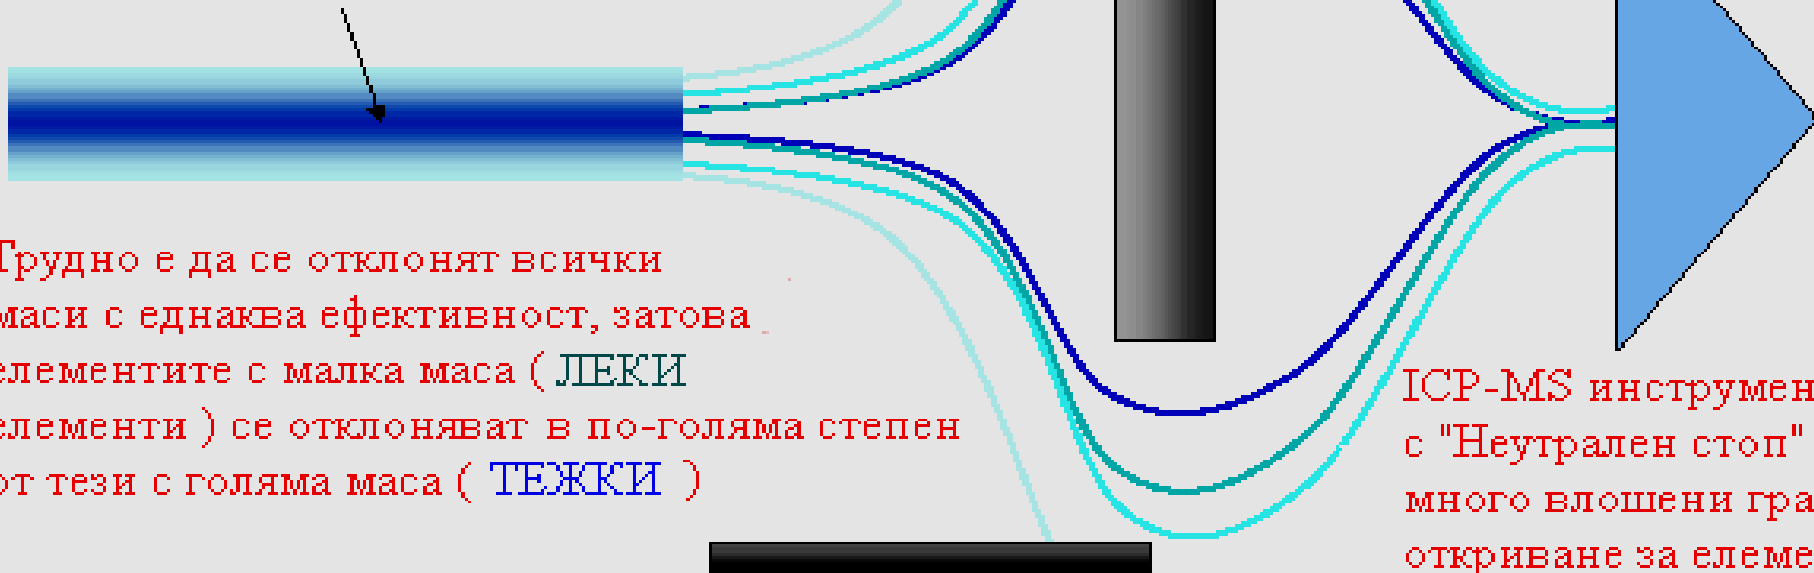 Трудно е да се отклонят всички
маси с еднаква ефективност, затова
елементите с малка маса ( ЛЕКИ
елементи ) се отклоняват в по-голяма степен
от тези с голяма маса ( ТЕЖКИ )
ICP-MS инструмен
с "Неутрален стоп"
много влошени гра
откриване за елеме